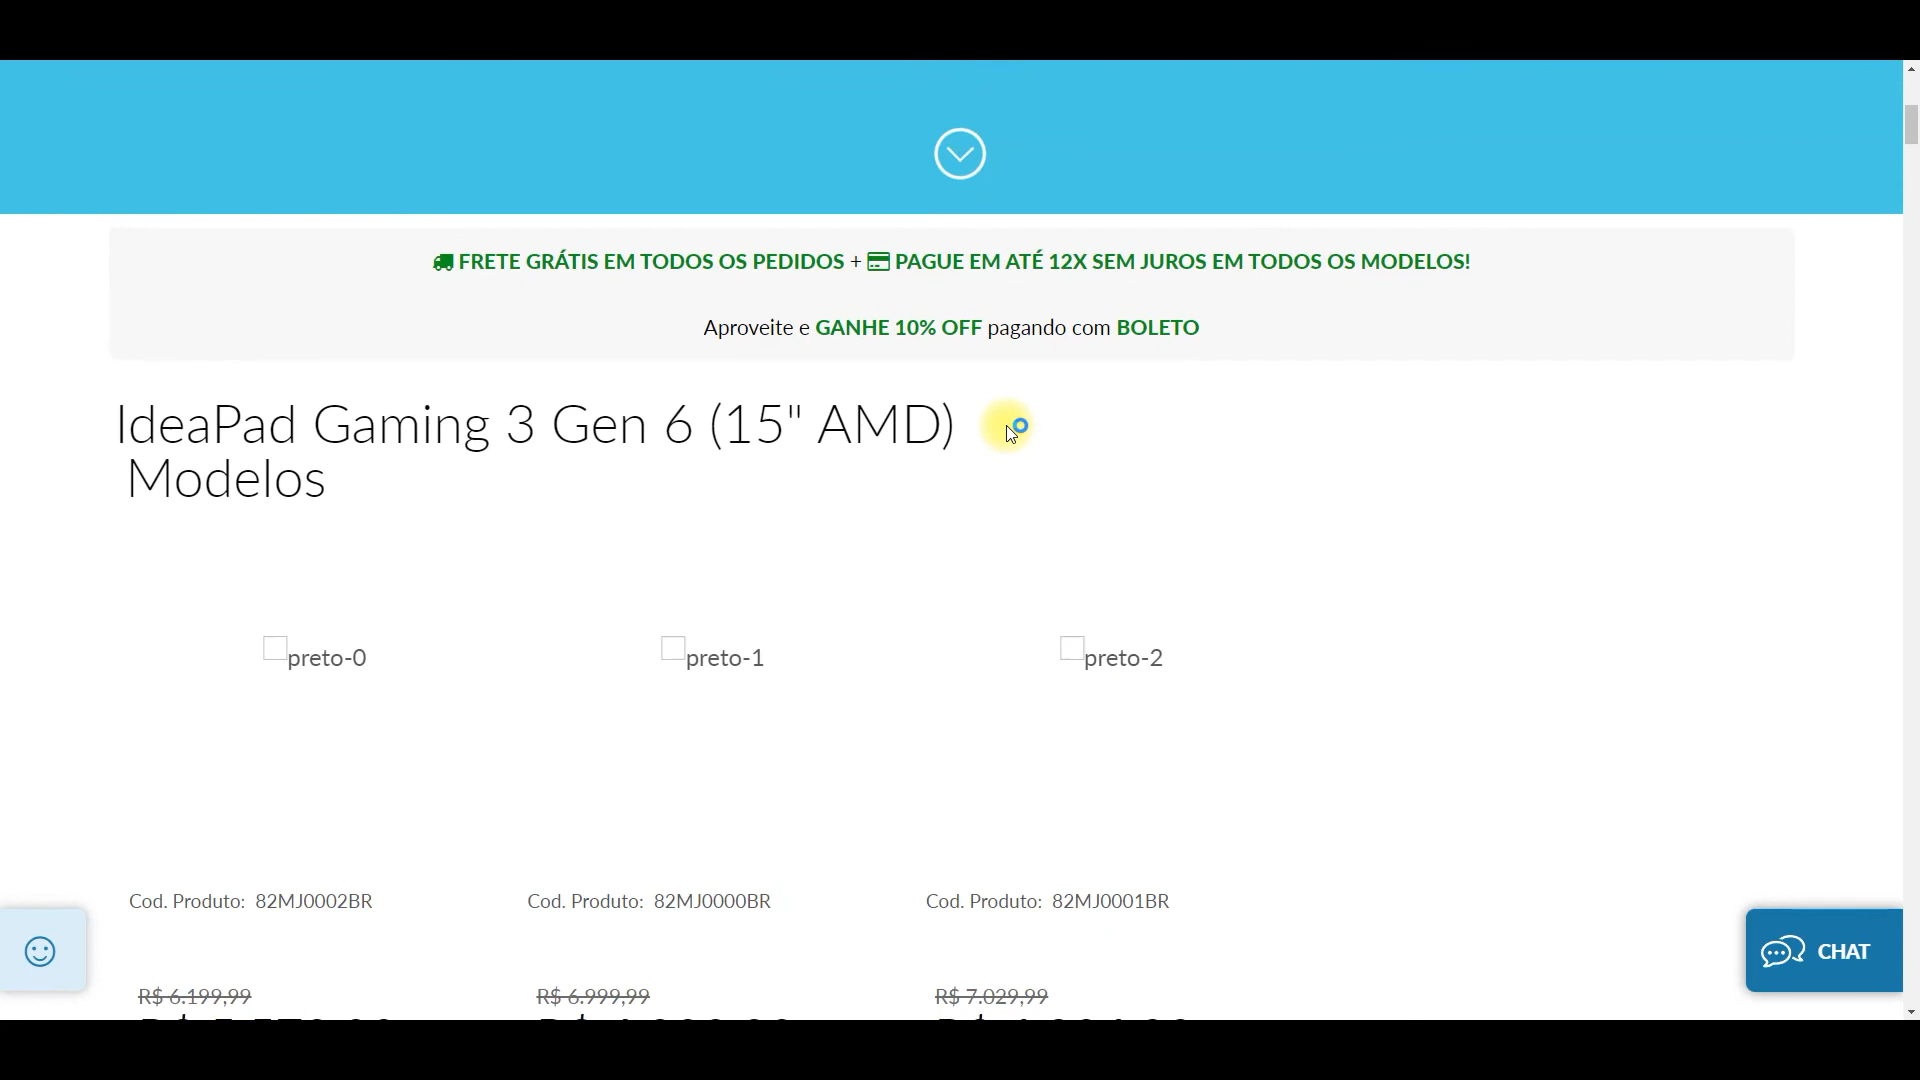 FRETE GRÁTIS EM TODOS OS PEDIDOS + PAGUE EM ATÉ 12X SEM JUROS EM TODOS OS MODELOS!
Aproveite e GANHE 10% OFF pagando com BOLETO
IdeaPad Gaming 3 Gen 6 (15" AMD)
Modelos
preto-0 preto-1 preto-2
Cod. Produto: 82MJ0002BR Cod. Produto: 82MJ0000BR Cod. Produto: 82MJ0001BR
CHAT
R$ 6.199,99 R$ 6.999,99 R$ 7.029,99